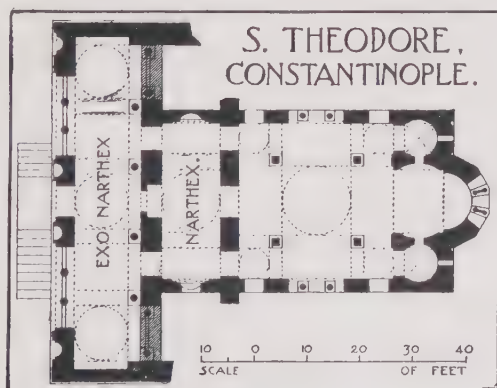 S. THEODORE,
CONSTANTINOPLE.
EXO NARTHEX
NARTHEX.
10 0 10 20 30 40
SCALE OF FEET